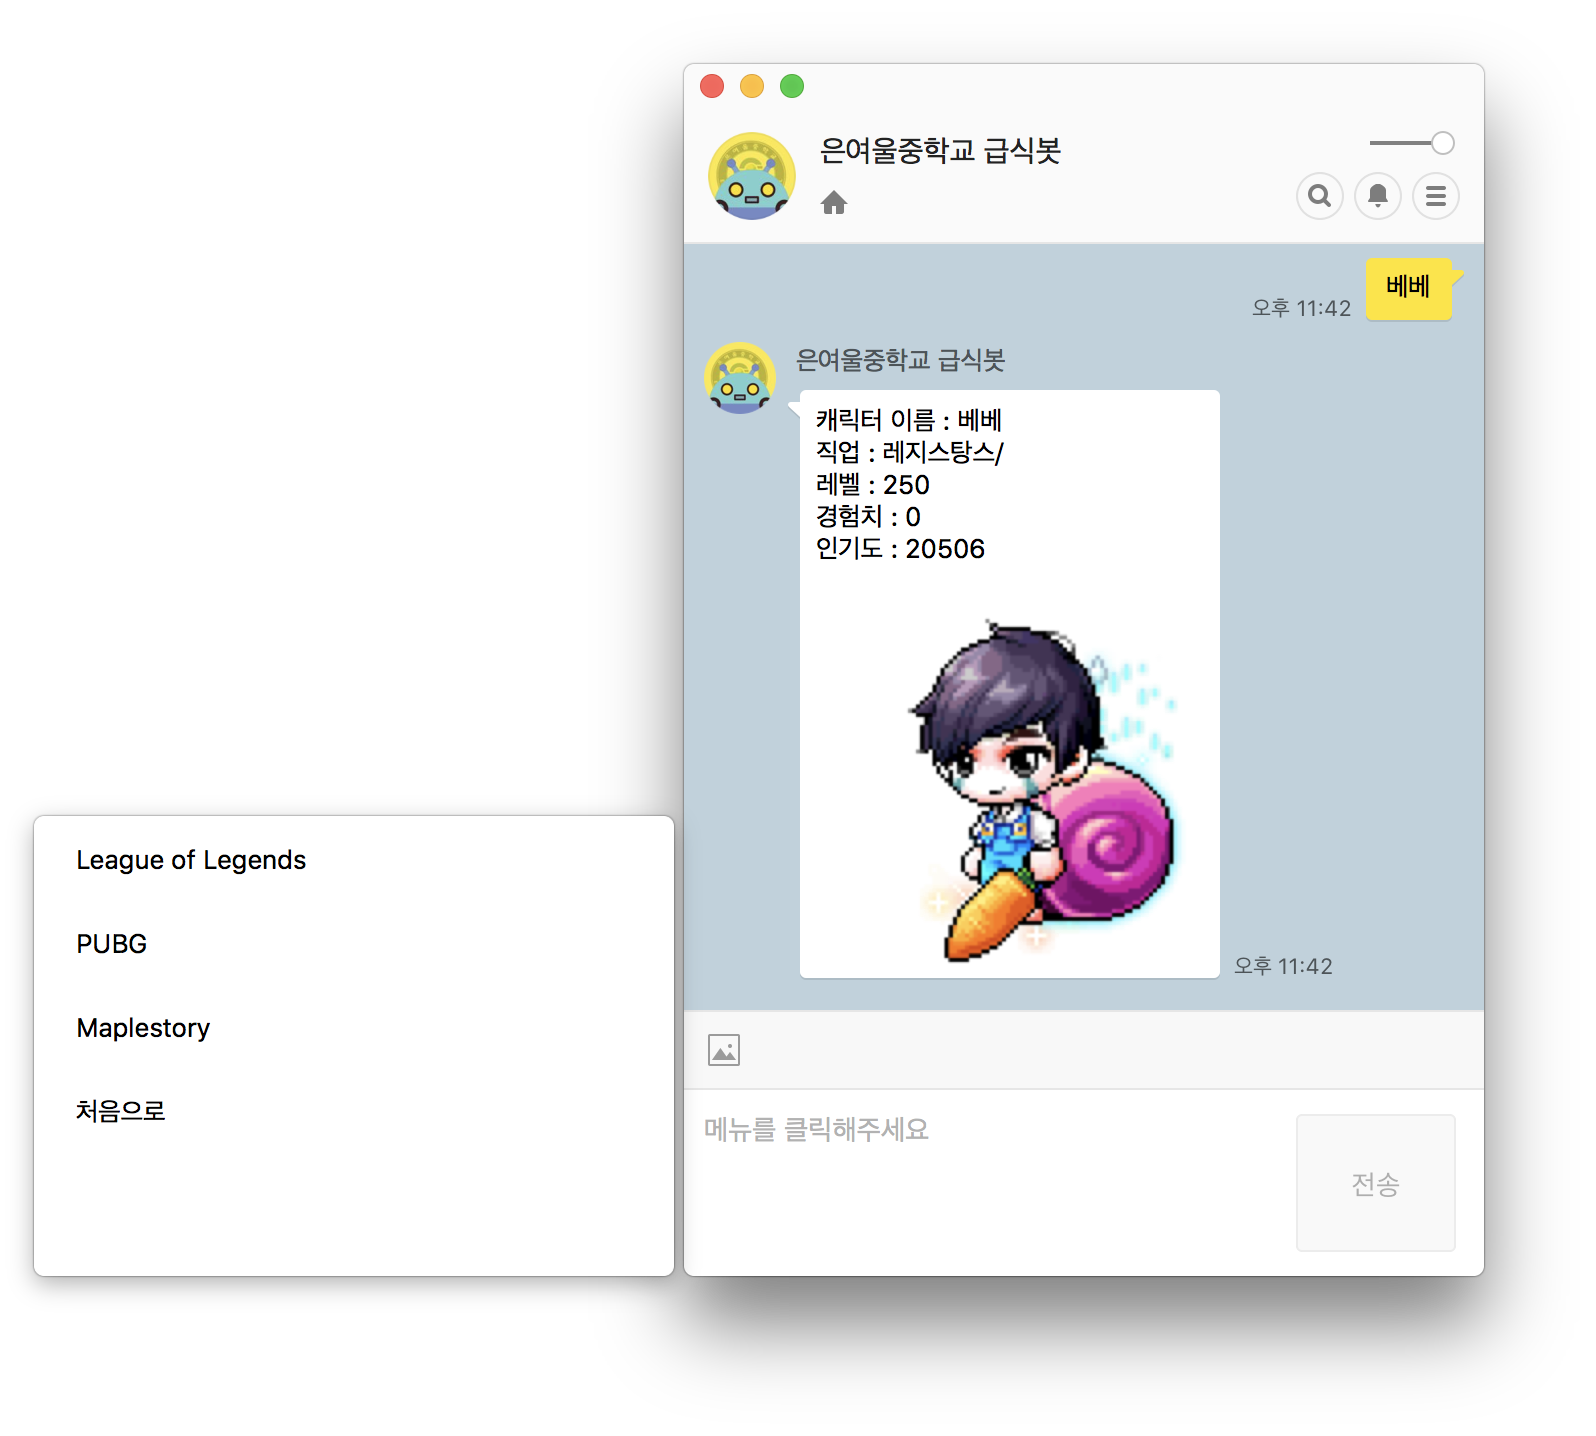 은여울중학교 급식봇
베베
오후 11:42
은여울중학교 급식봇
캐릭터 이름 : 베베
직업 : 레지스탕스/
레벨 : 250
경험치 : 0
인기도 : 20506
오후 11:42
League of Legends
PUBG
Maplestory
처음으로
메뉴를 클릭해주세요
전송